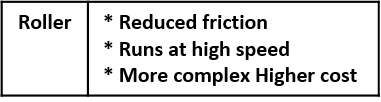 Roller
* Reduced friction
* Runs at high speed
* More complex Higher cost